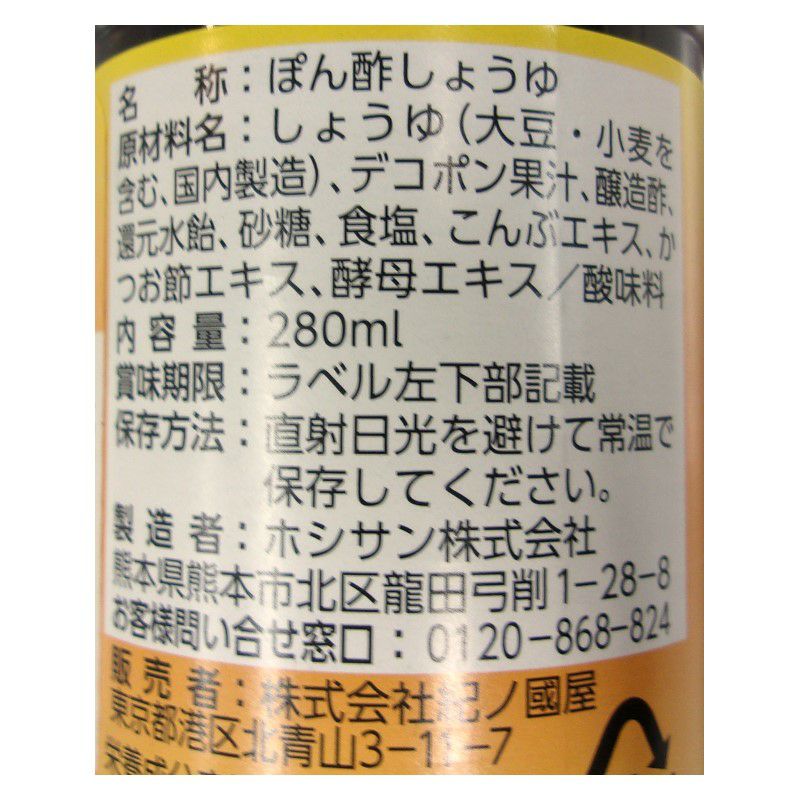 名称：ぽん酢しょうゆ
原材料名：しょうゆ（大豆・小麦を
含む、国内製造）、デコポン果汁、醸造酢、
還元水飴、砂糖、食塩、こんぶエキス、か
つお節エキス、酵母エキス／酸味料
内容量：280ml
賞味期限：ラベル左下部記載
保存方法：直射日光を避けて常温で
保存してください。
製造者：ホシサン株式会社
熊本県熊本市北区龍田弓削1-28-8
お客様問い合せ窓口：0120-868-824
販売者：株式会社紀ノ國屋
東京都港区北青山3-11-7